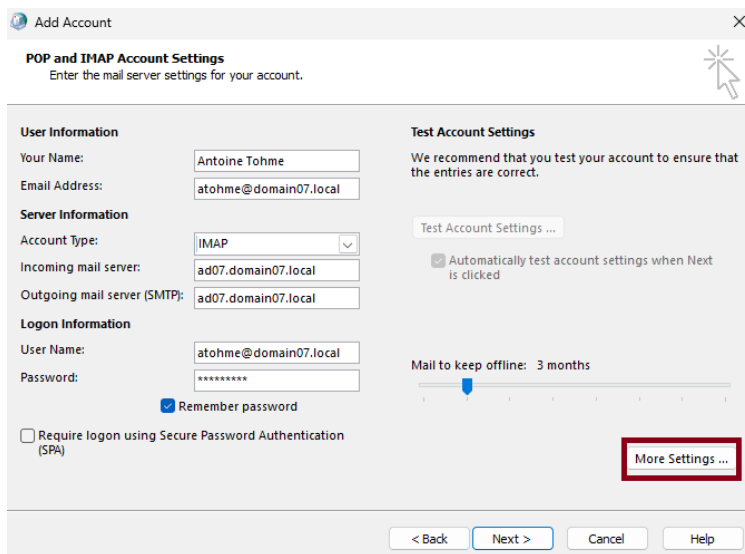 Add Account
POP and IMAP Account Settings
Enter the mail server settings for your account.
User Information
Your Name: Antoine Tohme
Email Address: atohme@domain07.local
Server Information
Account Type: IMAP
Incoming mail server: ad07.domain07.local
Outgoing mail server (SMTP): ad07.domain07.local
Logon Information
User Name: atohme@domain07.local
Password: *********
Remember password
Require logon using Secure Password Authentication
(SPA)
Test Account Settings
We recommend that you test your account to ensure that
the entries are correct.
Test Account Settings ...
Automatically test account settings when Next
is clicked
Mail to keep offline: 3 months
More Settings ...
< Back Next > Cancel Help